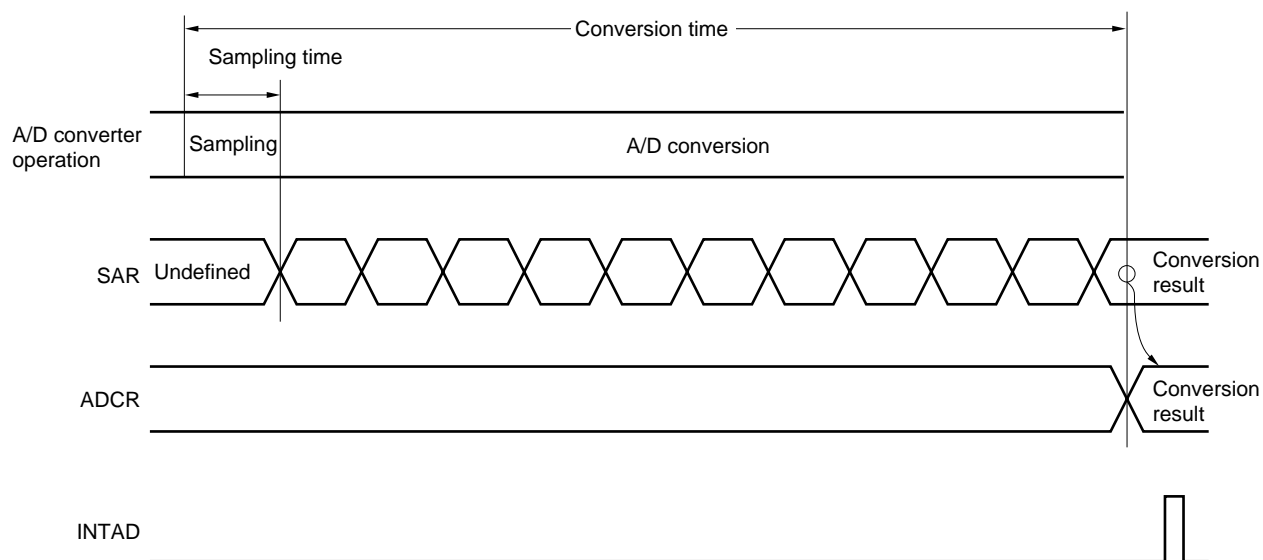 Conversion time
Sampling time
A/D converter
operation
Sampling
A/D conversion
SAR
Undefined
Conversion
result
ADCR
Conversion
result
INTAD